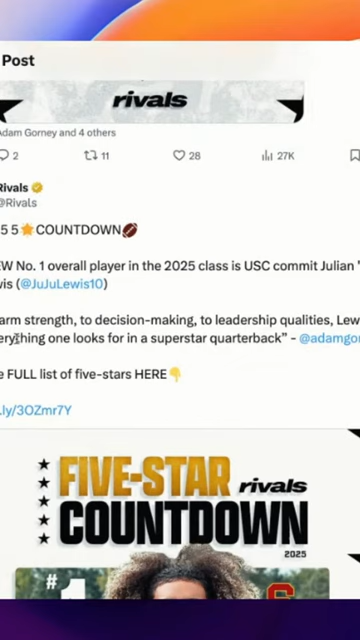 Post
rivals
Adam Gorney and 4 others
2 11 28 27K
Rivals
@Rivals
5 5⭐COUNTDOWN🏈
EW No. 1 overall player in the 2025 class is USC commit Julian "
wis (@JuJuLewis10)
arm strength, to decision-making, to leadership qualities, Lew
erything one looks for in a superstar quarterback" - @adamgor
e FULL list of five-stars HERE👇
.ly/3OZmr7Y
FIVE-STAR rivals
COUNTDOWN
2025
#1